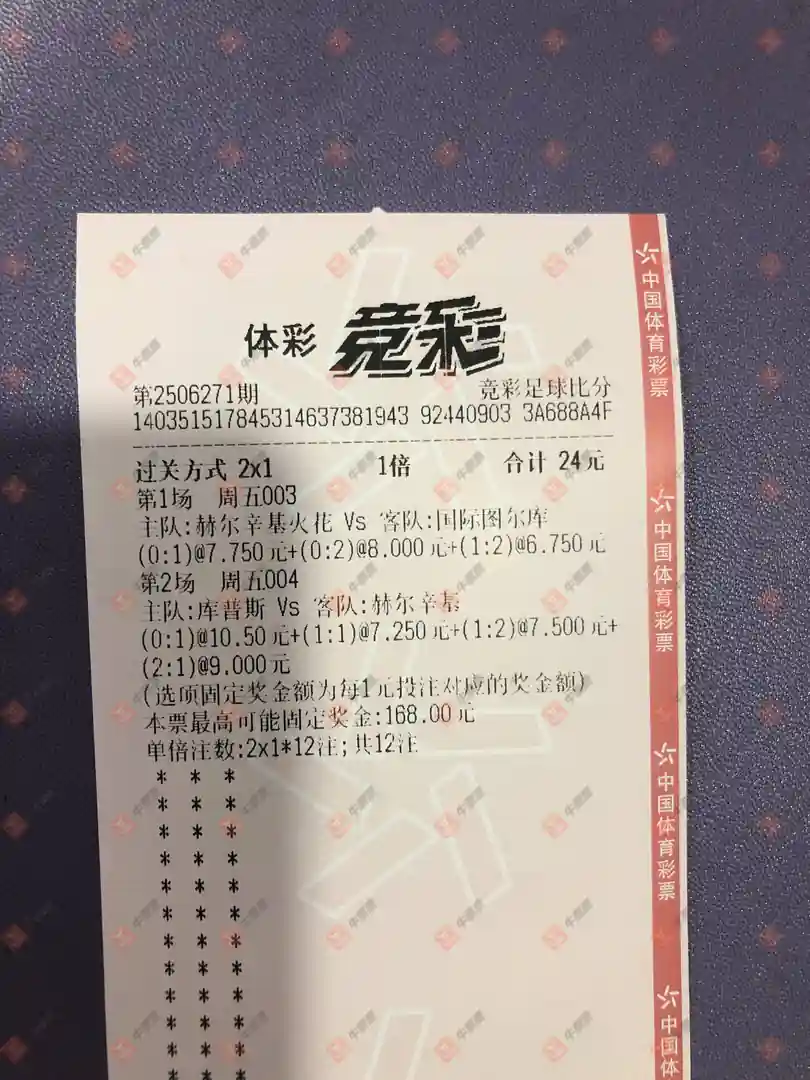 体彩 竞彩
第2506271期 竞彩足球比分
140351517845314637381943 92440903 3A688A4F
过关方式 2x1 1倍 合计 24元
第1场 周五003
主队:赫尔辛基火花 Vs 客队:国际图尔库
(0:1)@7.750元+(0:2)@8.000元+(1:2)@6.750元
第2场 周五004
主队:库普斯 Vs 客队:赫尔辛基
(0:1)@10.50元+(1:1)@7.250元+(1:2)@7.500元+
(2:1)@9.000元
(选项固定奖金额为每1元投注对应的奖金额)
本票最高可能固定奖金:168.00元
单倍注数:2x1*12注;共12注
* * *
* * *
* * *
* * *
* * *
* * *
* * *
* * *
* * *
* * *
* * *
* * *
中国体育彩票
中国体育彩票
中国体育彩票
中国体